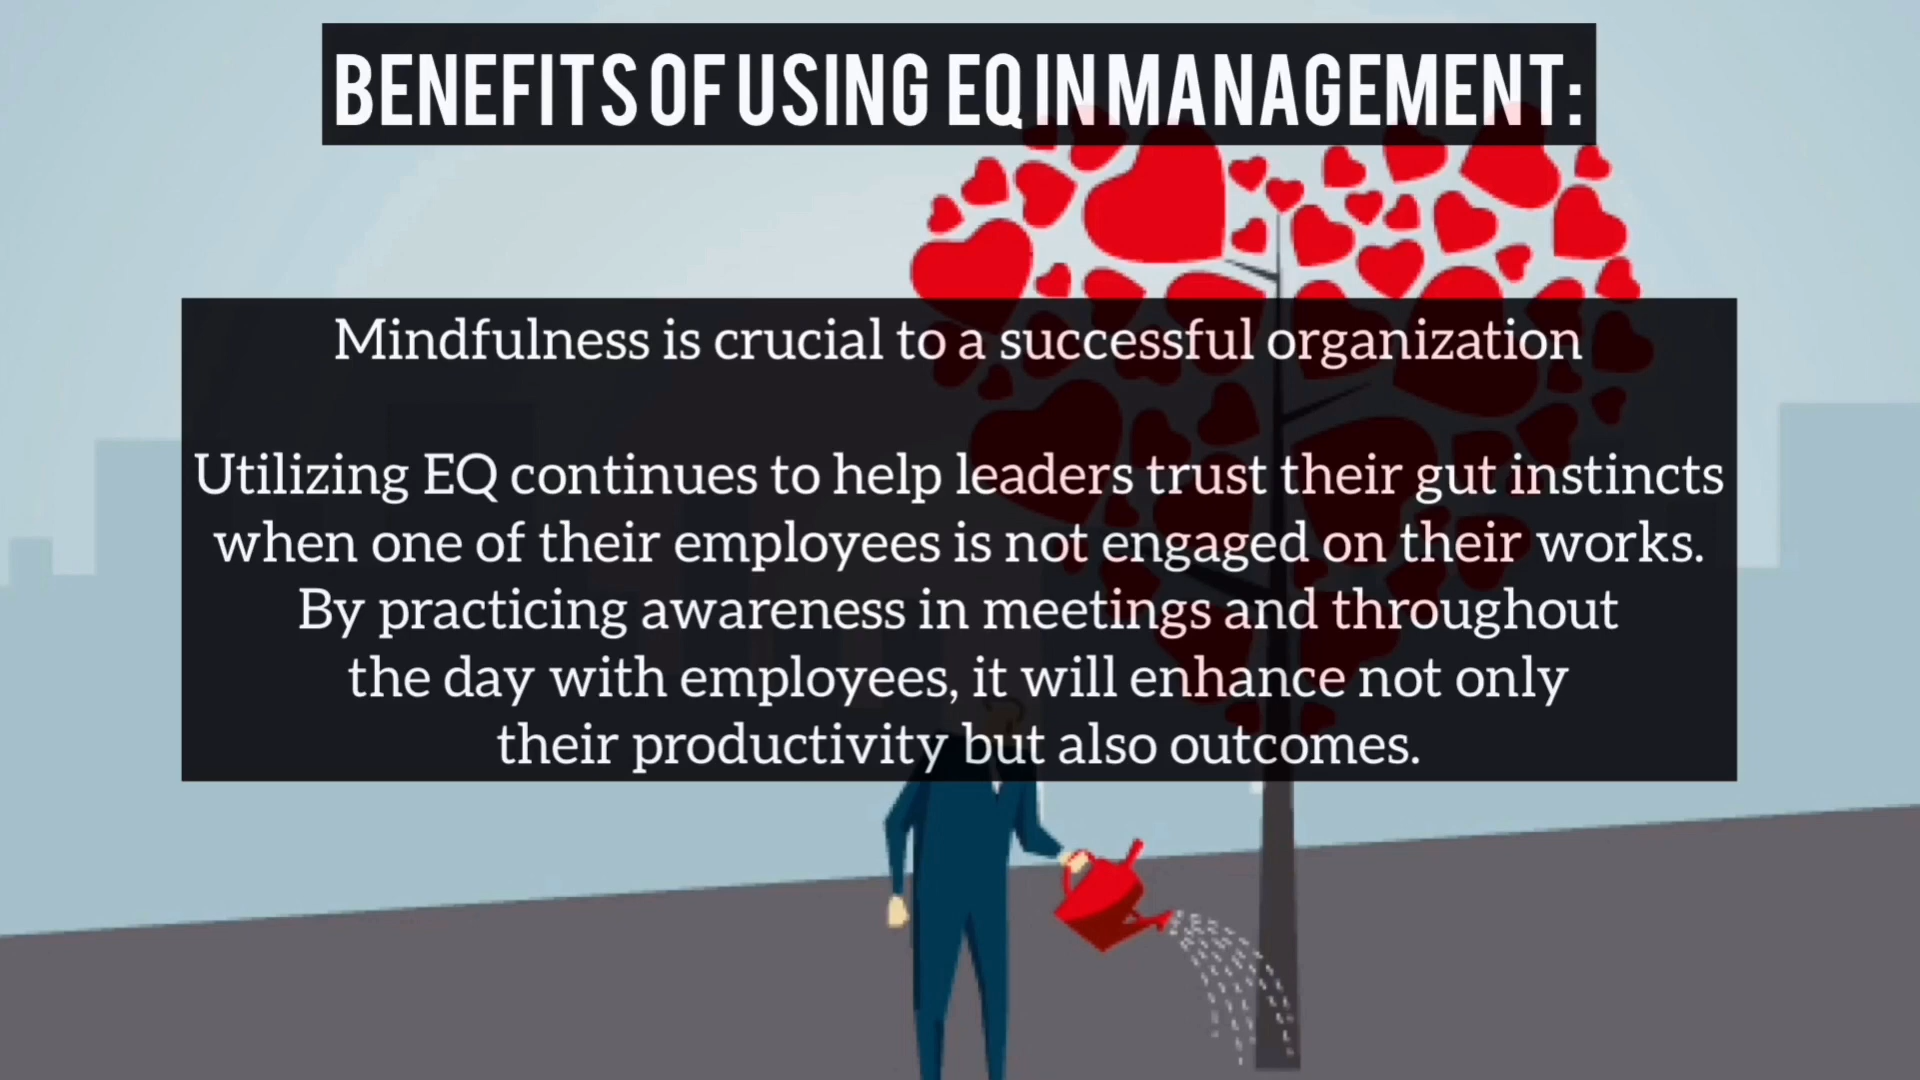 BENEFITS OF USING EQ IN MANAGEMENT:
Mindfulness is crucial to a successful organization
Utilizing EQ continues to help leaders trust their gut instincts
when one of their employees is not engaged on their works.
By practicing awareness in meetings and throughout
the day with employees, it will enhance not only
their productivity but also outcomes.